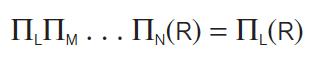 Π_LΠ_M . . . Π_N(R) = Π_L(R)